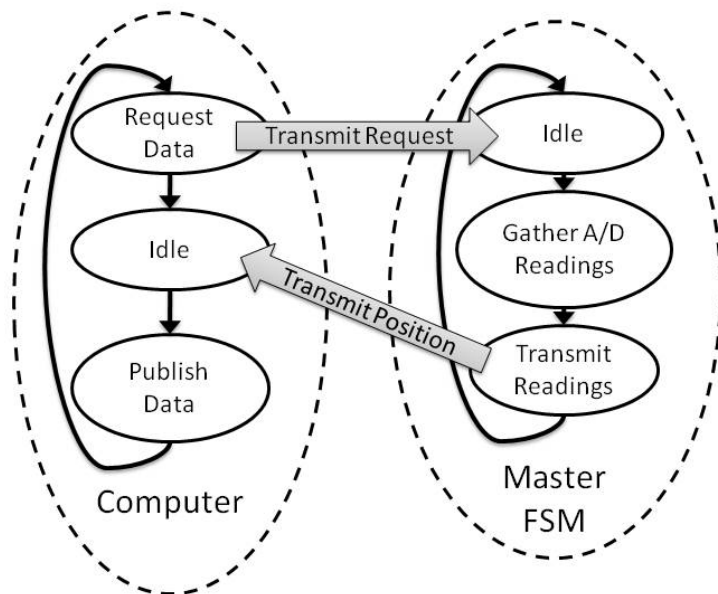 Request
Data
Transmit Request
Idle
Idle
Gather A/D
Readings
Transmit Position
Publish
Data
Transmit
Readings
Computer
Master
FSM